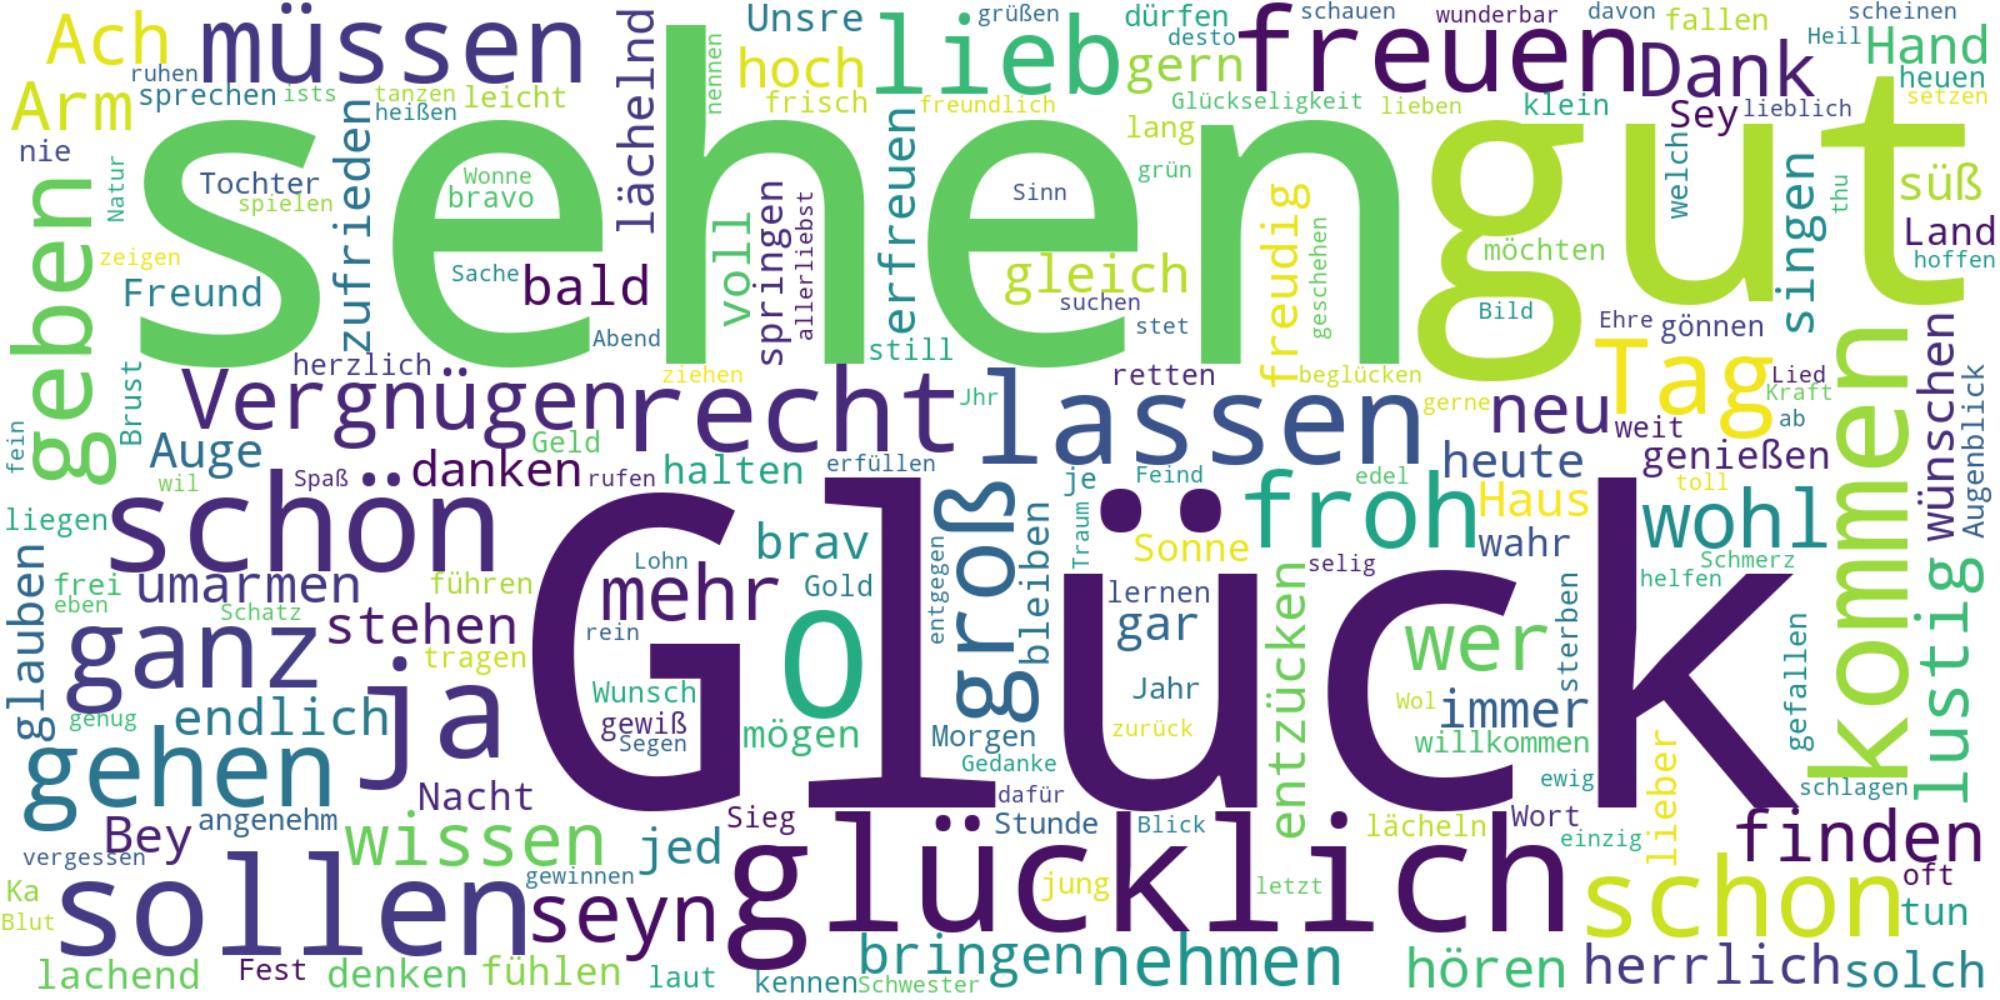 Ach
müssen
lächelnd
nennen
Unsre
grüßen
dürfen
schauen
wunderbar
davon
fallen
scheinen
desto
lieb
freuen
Heil
Hand
ruhen
hoch
gern
Dank
heuen
Arm
sprechen
ists
tanzen
leicht
heißen
frisch
freundlich
Glückseligkeit
lieben
klein
Sey
lieblich
setzen
nie
Natur
zufrieden
sehen
gut
erfreuen
lang
grün
welch
singen
thu
süß
Tochter
spielen
Wonne
bravo
Sinn
geben
zeigen
Freund
Sache
bald
voll
springen
allerliebst
gleich
suchen
stet
freudig
geschehen
möchten
Bild
Land
hoffen
Abend
still
Ehre
gönnen
Brust
herzlich
ziehen
retten
beglücken
Tag
Lied
Kraft
kommen
wünschen
Augenblick
fein
Vergnügen
recht
Jhr
lassen
gerne
neu
weit
ab
Auge
Geld
wil
Spaß
danken
rufen
halten
erfüllen
je
Feind
edel
heute
genießen
toll
liegen
schön
Glück
groß
bleiben
Traum
froh
Haus
wohl
brav
Sonne
wahr
glauben
frei
umarmen
führen
Lohn
mehr
Gold
entgegen
selig
Schmerz
helfen
eben
Schatz
lernen
entzücken
sterben
gefallen
lustig
ganz
stehen
rein
o
gar
wer
ja
tragen
Wunsch
Jahr
Wol
immer
genug
endlich
gewiß
Segen
mögen
Morgen
zurück
willkommen
gehen
Gedanke
ewig
lieber
Nacht
dafür
schlagen
Bey
angenehm
wissen
jed
Sieg
Stunde
Blick
lächeln
Wort
einzig
finden
vergessen
sollen
gewinnen
glücklich
jung
letzt
schon
oft
Ka
Blut
seyn
tun
lachend
Fest
denken
fühlen
laut
kennen
bringen
Schwester
nehmen
hören
herrlich
solch